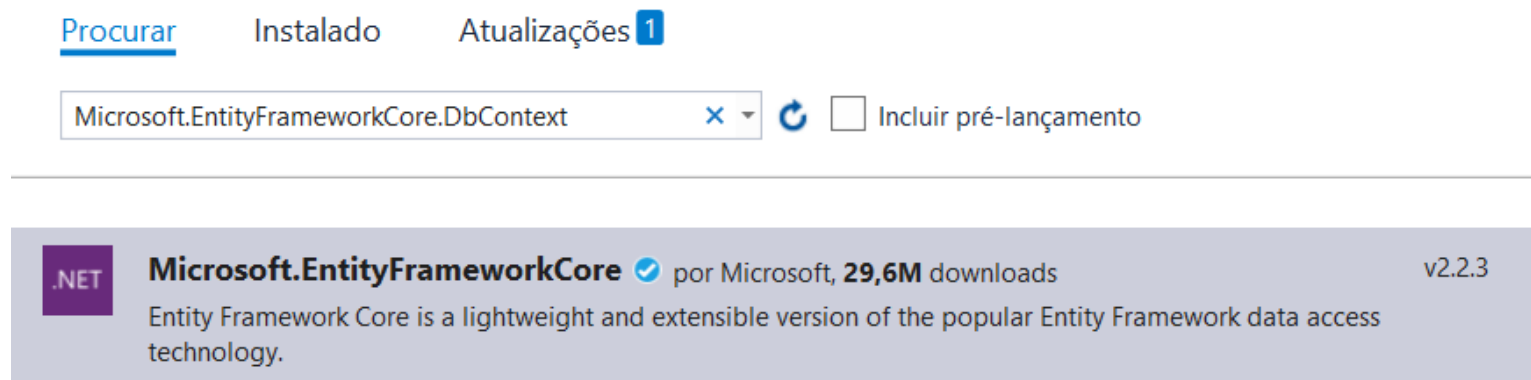 Procurar Instalado Atualizações 1
Microsoft.EntityFrameworkCore.DbContext Incluir pré-lançamento
.NET Microsoft.EntityFrameworkCore por Microsoft, 29,6M downloads v2.2.3
Entity Framework Core is a lightweight and extensible version of the popular Entity Framework data access
technology.